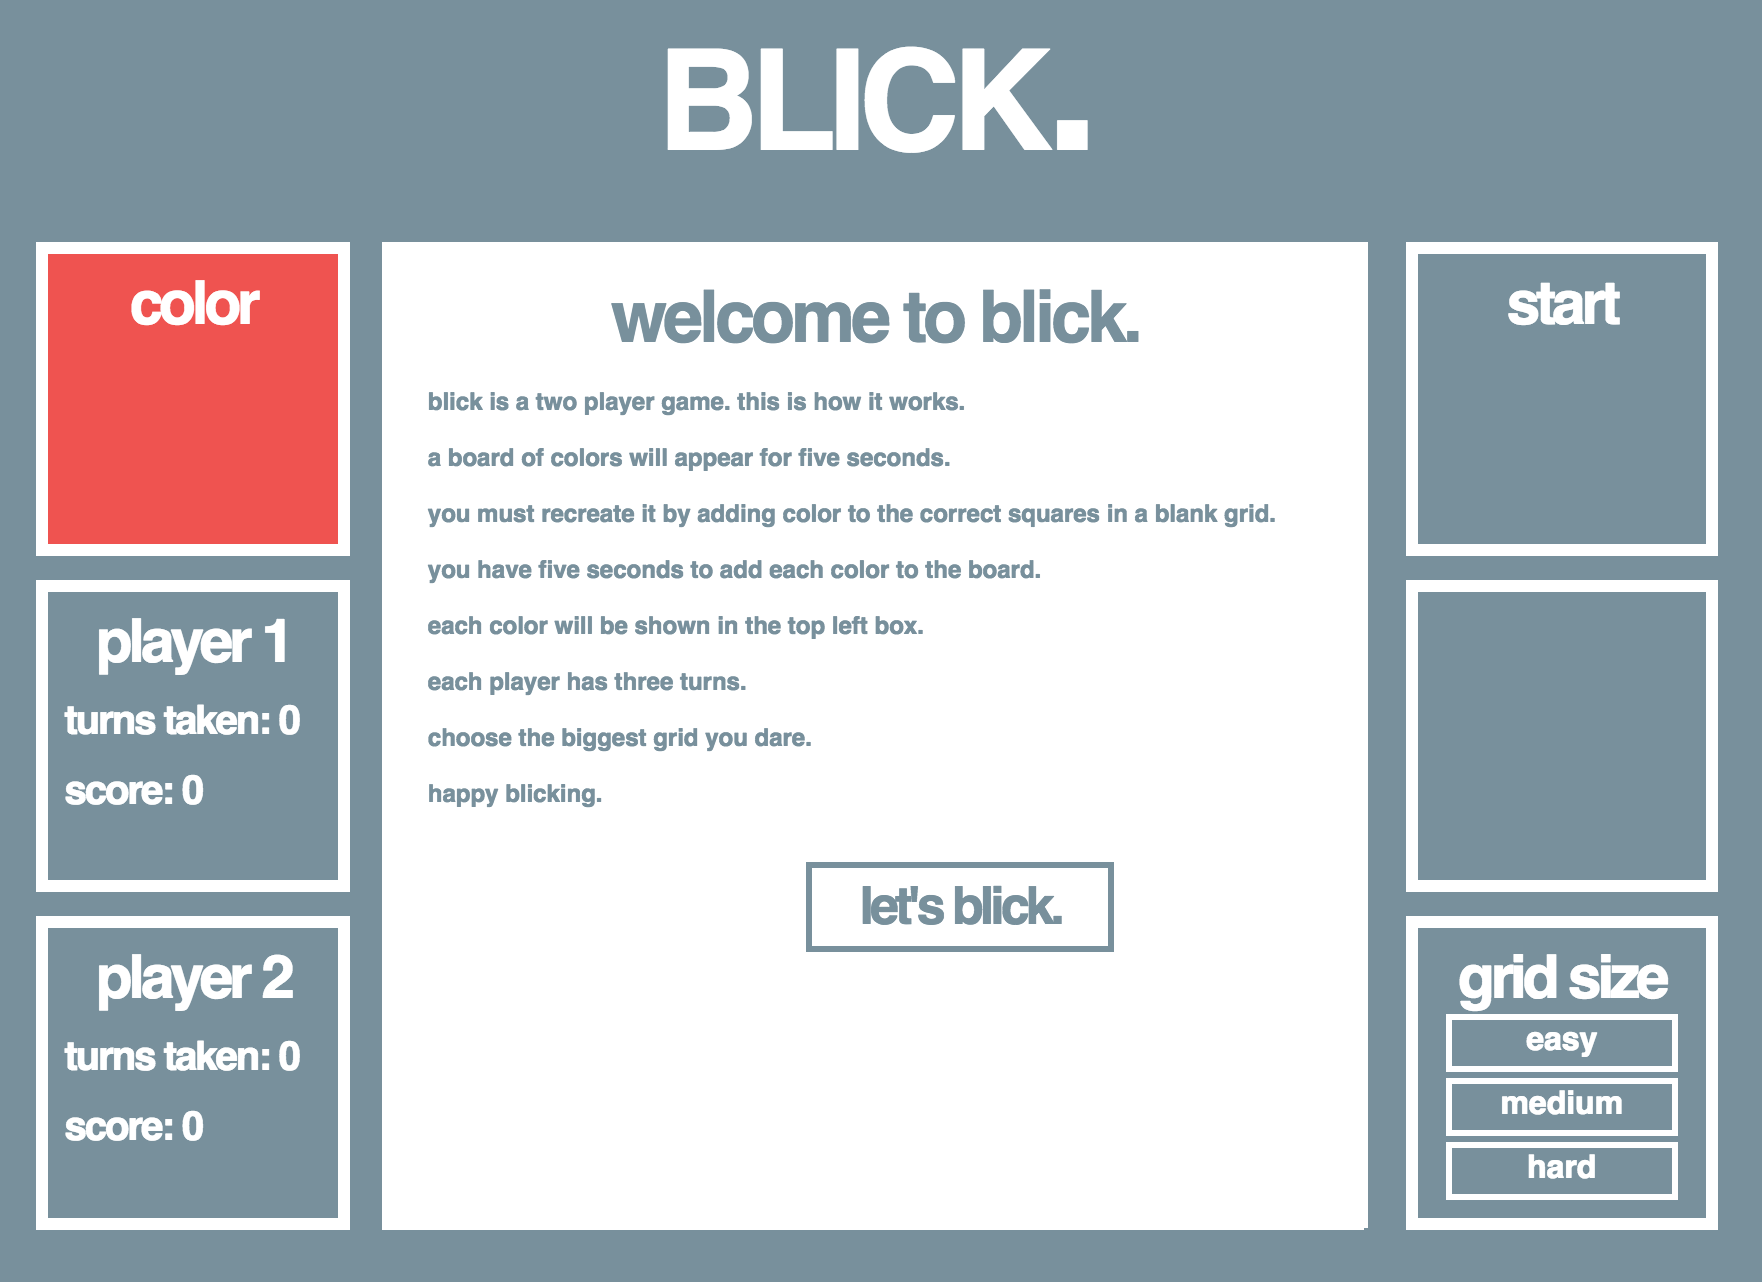 BLICK.
color
player 1
turns taken: 0
score: 0
player 2
turns taken: 0
score: 0
welcome to blick.
blick is a two player game. this is how it works.
a board of colors will appear for five seconds.
you must recreate it by adding color to the correct squares in a blank grid.
you have five seconds to add each color to the board.
each color will be shown in the top left box.
each player has three turns.
choose the biggest grid you dare.
happy blicking.
let's blick.
start
grid size
easy
medium
hard